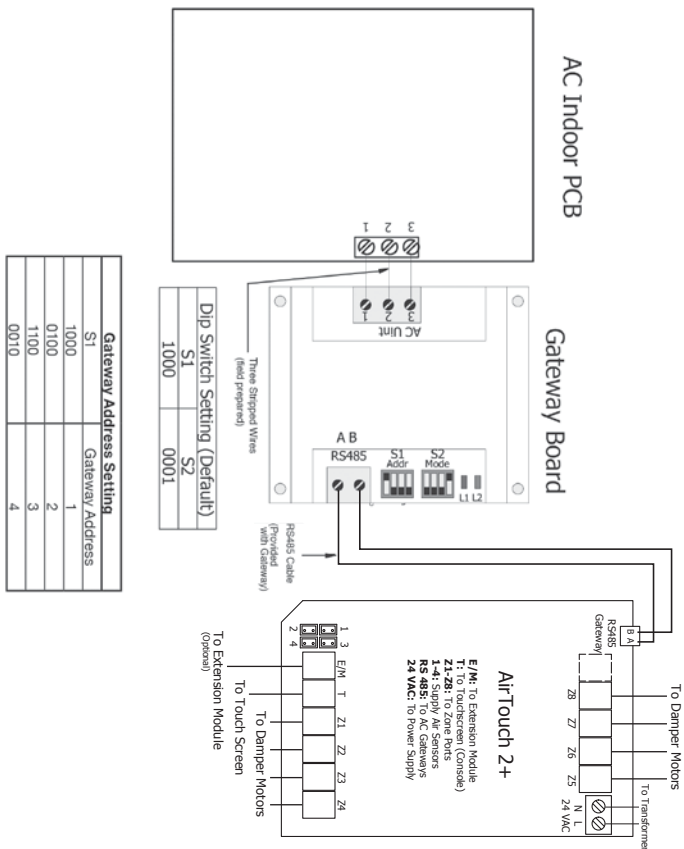 AC Indoor PCB
1 2 3
Three Stripped Wires
(field prepared)
Gateway Board
AC Uint
1 2 3
A B
RS485
S1
Addr
S2
Mode
L1 L2
RS485 Cable
(Provided
with Gateway)
Dip Switch Setting (Default)
S1 S2
1000 0001
Gateway Address Setting
S1 Gateway Address
1000 1
0100 2
1100 3
0010 4
To Damper Motors
To Transformer
RS485
Gateway
B A
Z8 Z7 Z6 Z5
N L
24 VAC
AirTouch 2+
E/M: To Extension Module
T: To Touchscreen (Console)
Z1-Z8: To Zone Ports
1-4: Supply Air Sensors
RS 485: To AC Gateways
24 VAC: To Power Supply
1 3
2 4
E/M T Z1 Z2 Z3 Z4
To Damper Motors
To Touch Screen
To Extension Module
(Optional)